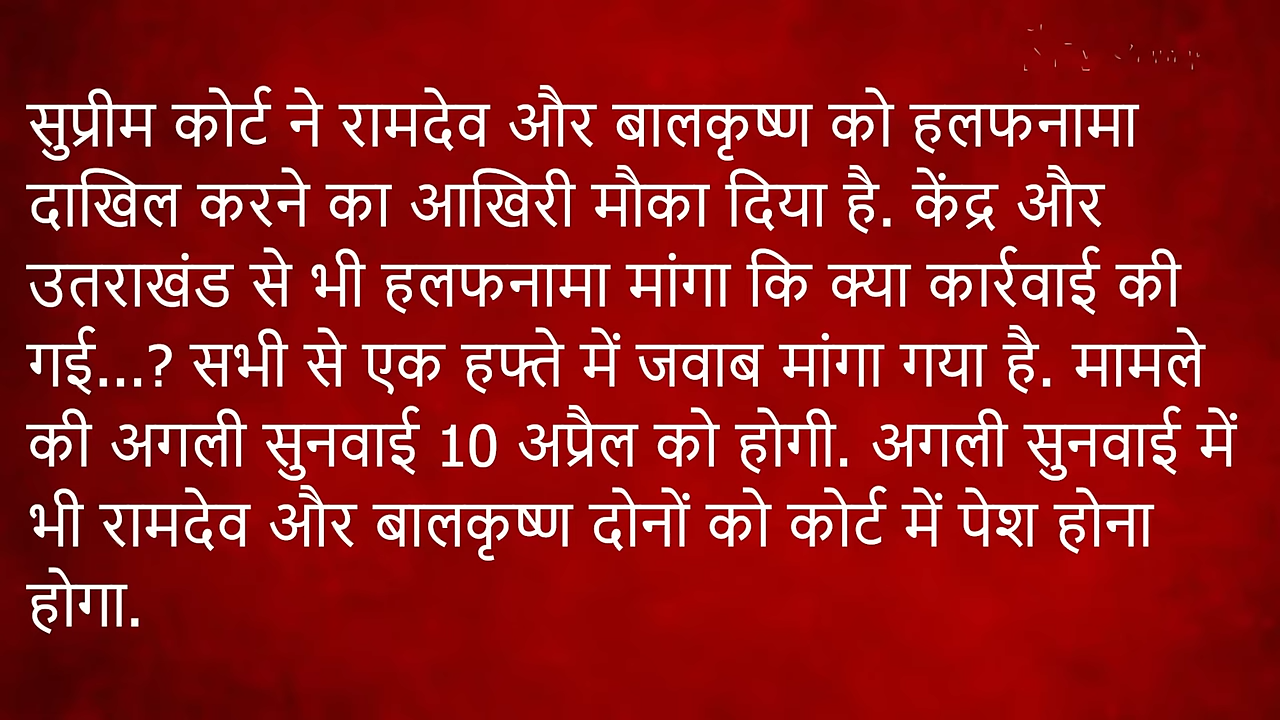 सुप्रीम कोर्ट ने रामदेव और बालकृष्ण को हलफनामा
दाखिल करने का आखिरी मौका दिया है. केंद्र और
उतराखंड से भी हलफनामा मांगा कि क्या कार्रवाई की
गई...? सभी से एक हफ्ते में जवाब मांगा गया है. मामले
की अगली सुनवाई 10 अप्रैल को होगी. अगली सुनवाई में
भी रामदेव और बालकृष्ण दोनों को कोर्ट में पेश होना
होगा.